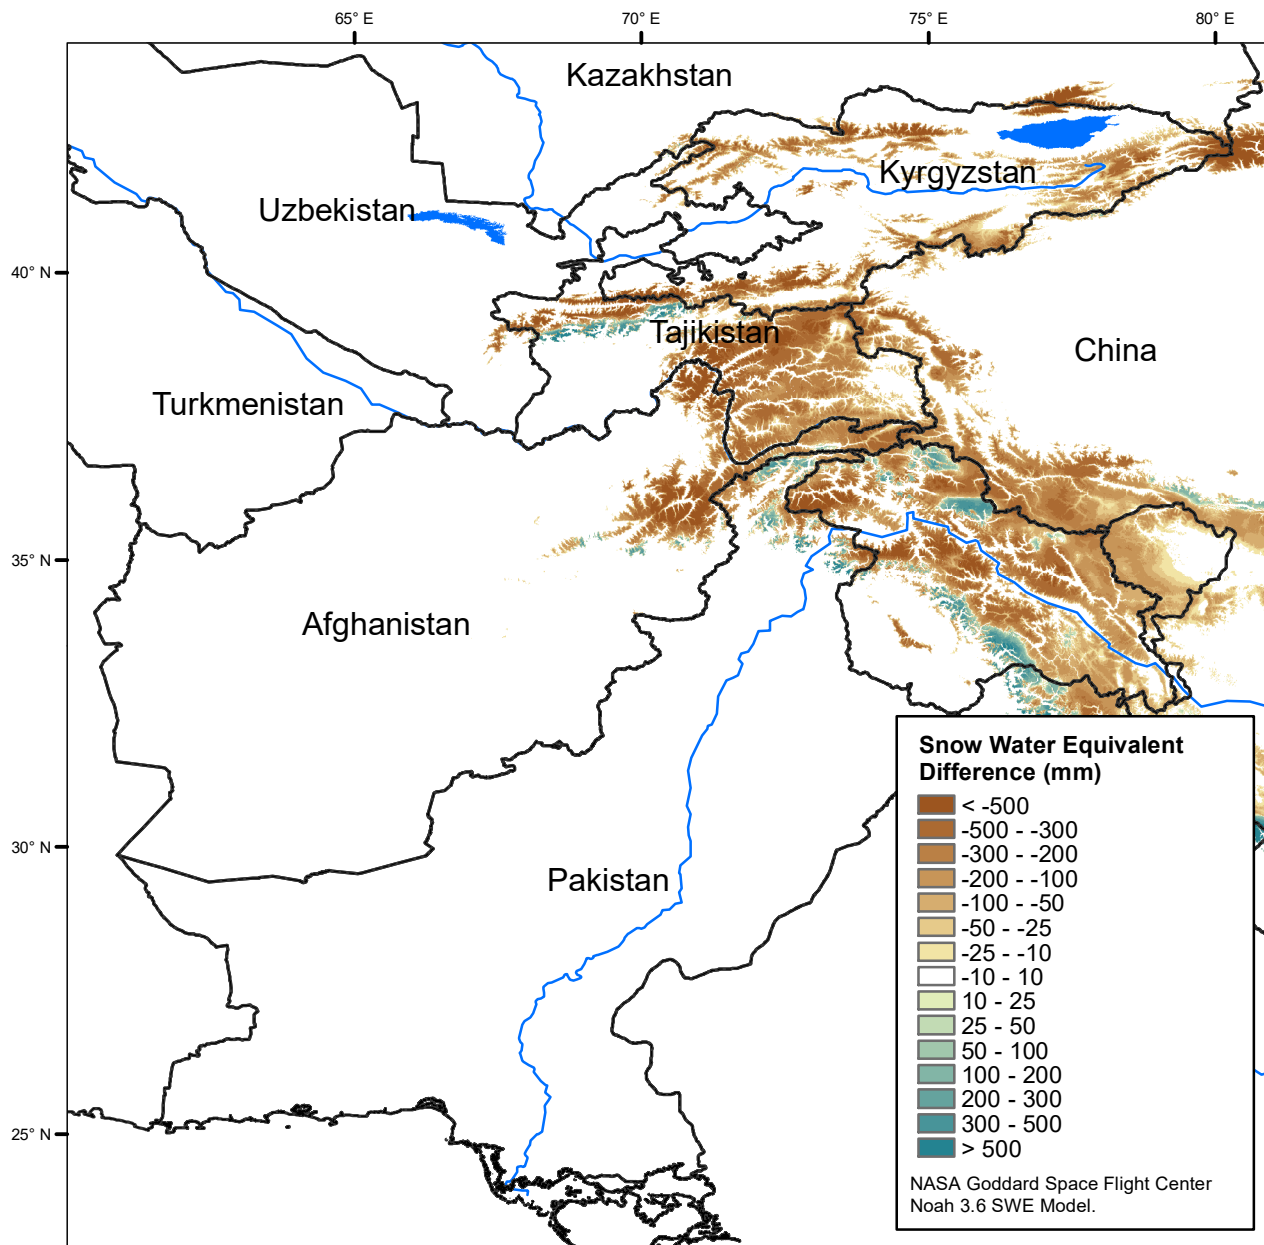 65° E
70° E
75° E
80° E
Kazakhstan
Kyrgyzstan
Uzbekistan
40° N
Tajikistan
China
Turkmenistan
35° N
Afghanistan
30° N
Pakistan
25° N
Snow Water Equivalent
Difference (mm)
< -500
-500 - -300
-300 - -200
-200 - -100
-100 - -50
-50 - -25
-25 - -10
-10 - 10
10 - 25
25 - 50
50 - 100
100 - 200
200 - 300
300 - 500
> 500
NASA Goddard Space Flight Center
Noah 3.6 SWE Model.